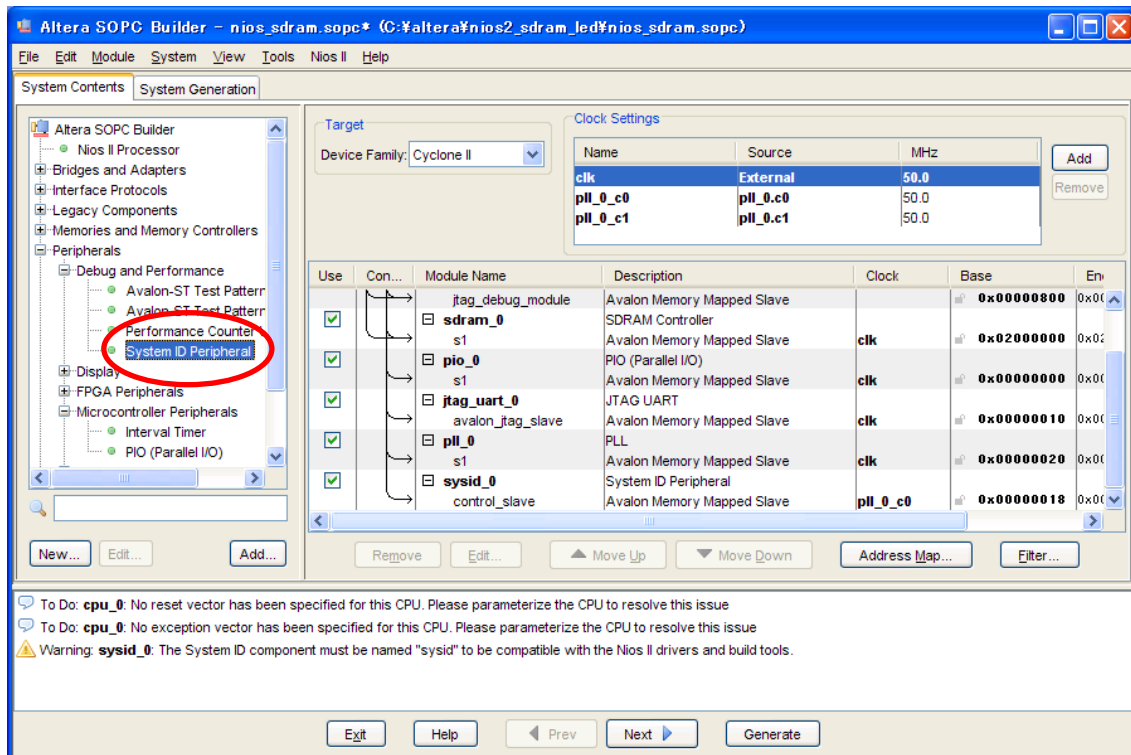 Altera SOPC Builder - nios_sdram.sopc* (C:¥altera¥nios2_sdram_led¥nios_sdram.sopc)
File Edit Module System View Tools Nios II Help
System Contents System Generation
Altera SOPC Builder
Nios II Processor
Bridges and Adapters
Interface Protocols
Legacy Components
Memories and Memory Controllers
Peripherals
Debug and Performance
Avalon-ST Test Pattern
Avalon-ST Test Pattern
Performance Counter
System ID Peripheral
Display
FPGA Peripherals
Microcontroller Peripherals
Interval Timer
PIO (Parallel I/O)
New... Edit... Add...
Target
Device Family: Cyclone II
Clock Settings
Name Source MHz
clk External 50.0
pll_0_c0 pll_0.c0 50.0
pll_0_c1 pll_0.c1 50.0
Add
Remove
Use Con... Module Name Description Clock Base En
jtag_debug_module Avalon Memory Mapped Slave 0x00000800 0x00
sdram_0 SDRAM Controller
s1 Avalon Memory Mapped Slave clk 0x02000000 0x02
pio_0 PIO (Parallel I/O)
s1 Avalon Memory Mapped Slave clk 0x00000000 0x00
jtag_uart_0 JTAG UART
avalon_jtag_slave Avalon Memory Mapped Slave clk 0x00000010 0x00
pll_0 PLL
s1 Avalon Memory Mapped Slave clk 0x00000020 0x00
sysid_0 System ID Peripheral
control_slave Avalon Memory Mapped Slave pll_0_c0 0x00000018 0x00
Remove Edit... Move Up Move Down Address Map... Filter...
To Do: cpu_0: No reset vector has been specified for this CPU. Please parameterize the CPU to resolve this issue
To Do: cpu_0: No exception vector has been specified for this CPU. Please parameterize the CPU to resolve this issue
Warning: sysid_0: The System ID component must be named "sysid" to be compatible with the Nios II drivers and build tools.
Exit Help Prev Next Generate